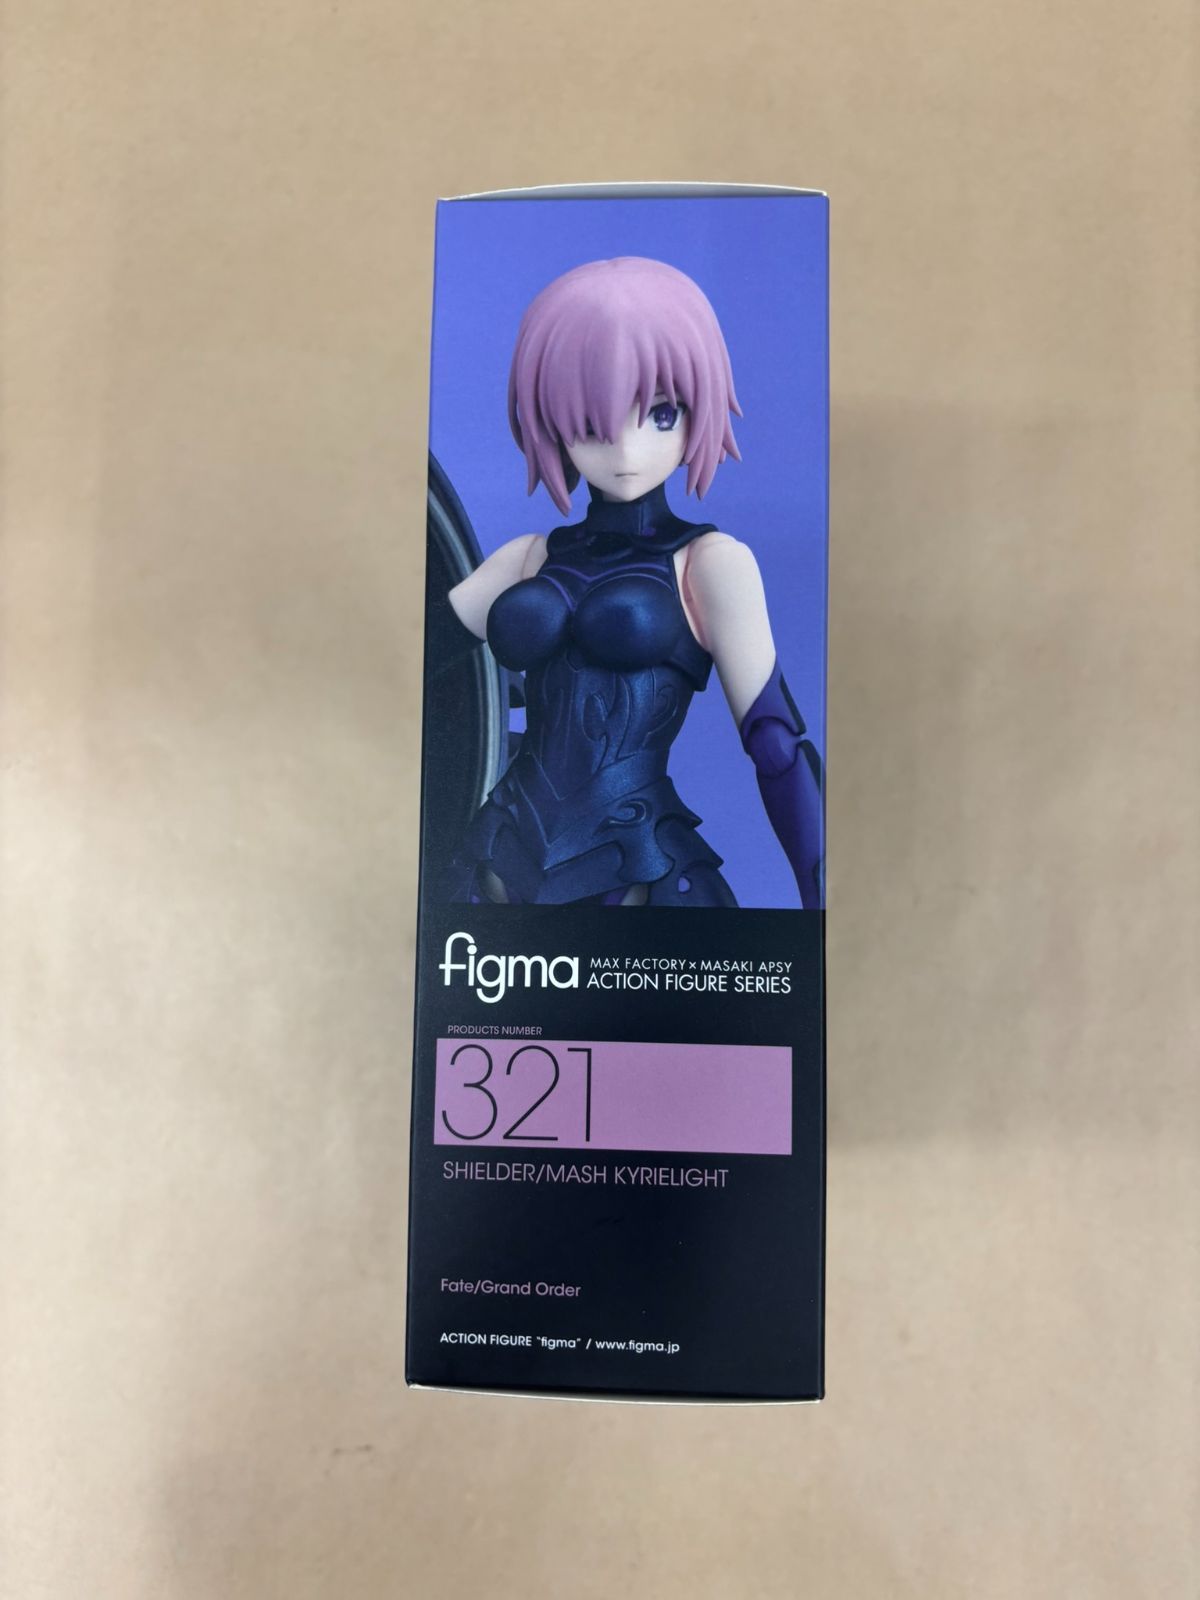 figma
MAX FACTORY × MASAKI APSY
ACTION FIGURE SERIES
PRODUCTS NUMBER
321
SHIELDER/MASH KYRIELIGHT
Fate/Grand Order
ACTION FIGURE "figma" / www.figma.jp